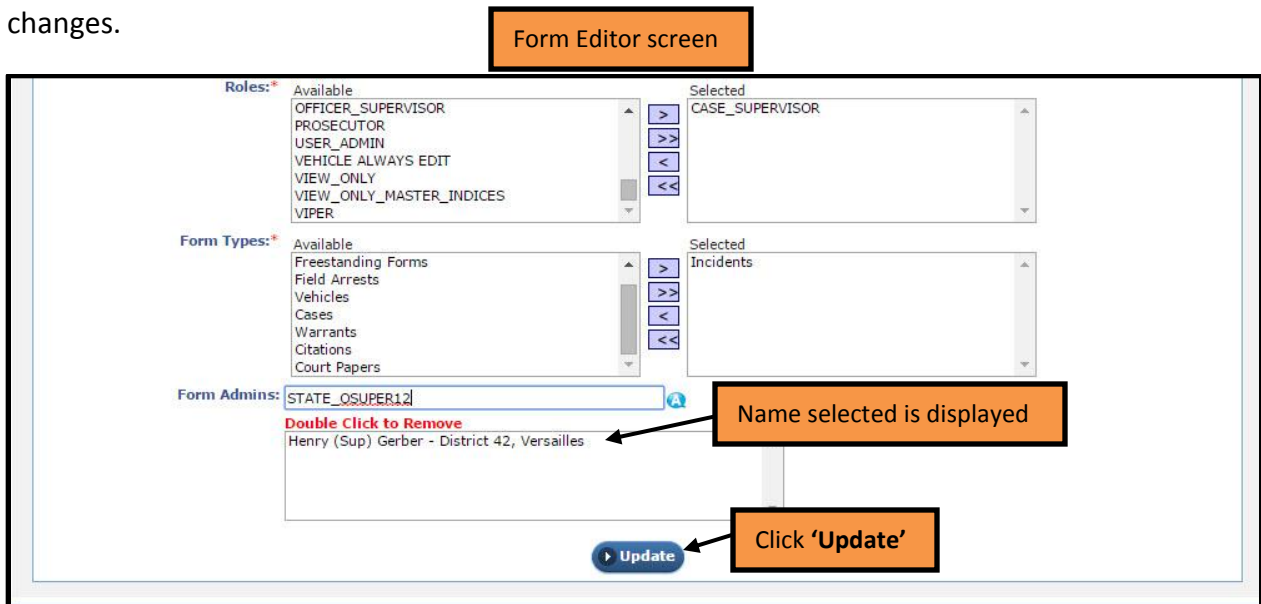 changes.
Form Editor screen
Roles:*
Available
OFFICER_SUPERVISOR
PROSECUTOR
USER_ADMIN
VEHICLE ALWAYS EDIT
VIEW_ONLY
VIEW_ONLY_MASTER_INDICES
VIPER
>
>>
<
<<
Selected
CASE_SUPERVISOR
Form Types:*
Available
Freestanding Forms
Field Arrests
Vehicles
Cases
Warrants
Citations
Court Papers
>
>>
<
<<
Selected
Incidents
Form Admins: STATE_OSUPER12 A
Double Click to Remove
Henry (Sup) Gerber - District 42, Versailles
Name selected is displayed
Update
Click ‘Update’